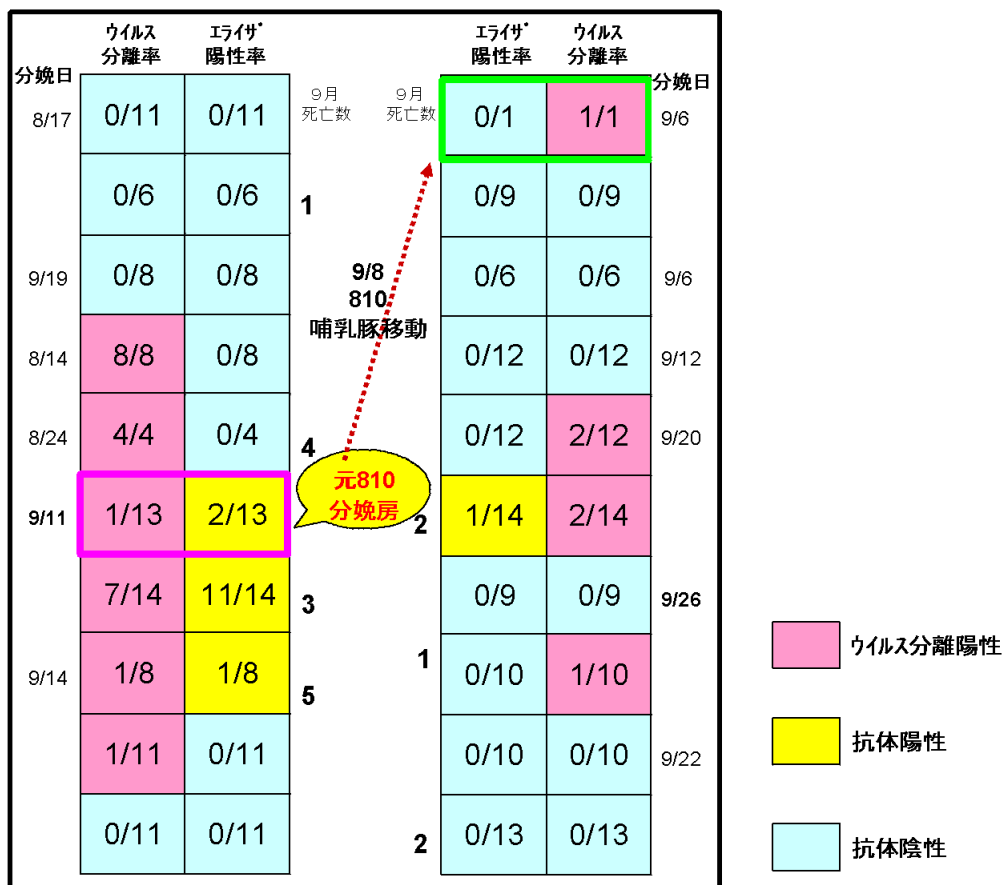 ウイルス
分離率
エライザ
陽性率
エライザ
陽性率
ウイルス
分離率
分娩日
9月
死亡数
9月
死亡数
分娩日
8/17 0/11 0/11 0/1 1/1 9/6
0/6 0/6 1 0/9 0/9
9/19 0/8 0/8 0/6 0/6 9/6
9/8
810
哺乳豚移動
8/14 8/8 0/8 0/12 0/12 9/12
8/24 4/4 0/4 4 0/12 2/12 9/20
元810
分娩房
9/11 1/13 2/13 2 1/14 2/14
7/14 11/14 3 0/9 0/9 9/26
9/14 1/8 1/8 5 1 0/10 1/10
1/11 0/11 0/10 0/10 9/22
0/11 0/11 2 0/13 0/13
ウイルス分離陽性
抗体陽性
抗体陰性